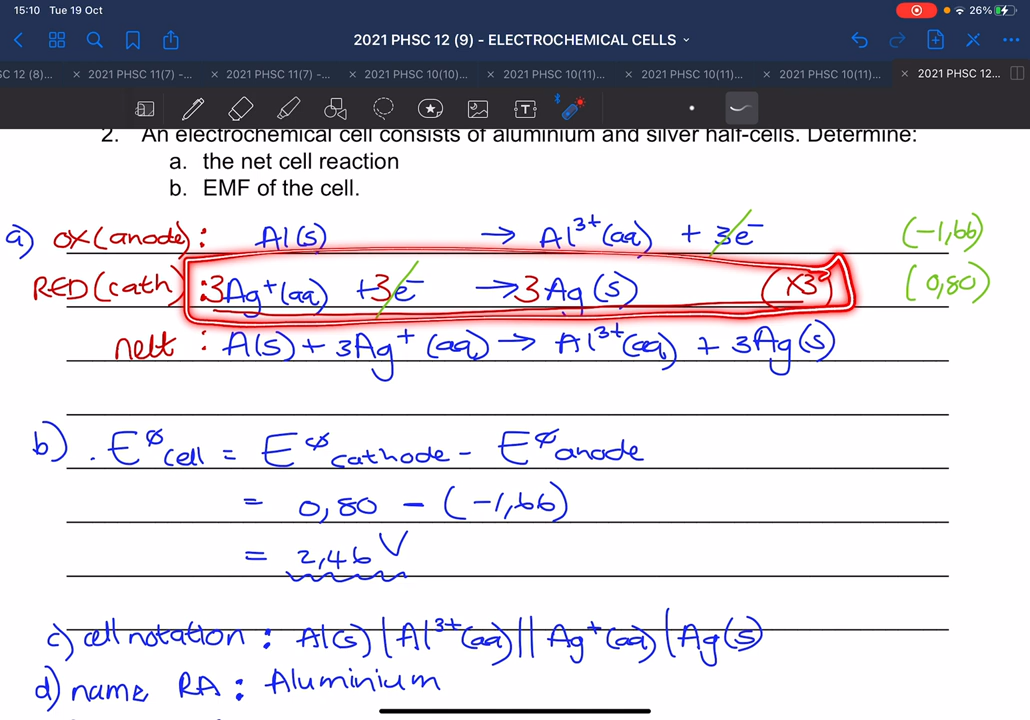 15:10 Tue 19 Oct
26%
2021 PHSC 12 (9) - ELECTROCHEMICAL CELLS
SC 12 (8)... × 2021 PHSC 11(7) -... × 2021 PHSC 11(7) -... × 2021 PHSC 10(10)... × 2021 PHSC 10(11)... × 2021 PHSC 10(11)... × 2021 PHSC 10(11)... × 2021 PHSC 12...
2. An electrochemical cell consists of aluminium and silver half-cells. Determine:
a. the net cell reaction
b. EMF of the cell.
a) OX(anode): Al(s) → Al³⁺(aq) + 3e⁻ (-1,66)
RED(cath): 3Ag⁺(aq) + 3e⁻ → 3Ag(s) (×3) (0,80)
nett: Al(s) + 3Ag⁺(aq) → Al³⁺(aq) + 3Ag(s)
b) . E∅cell = E∅cathode - E∅anode
= 0,80 - (-1,66)
= 2,46 V
c) cell notation : Al(s) | Al³⁺(aq) || Ag⁺(aq) | Ag(s)
d) name RA : Aluminium